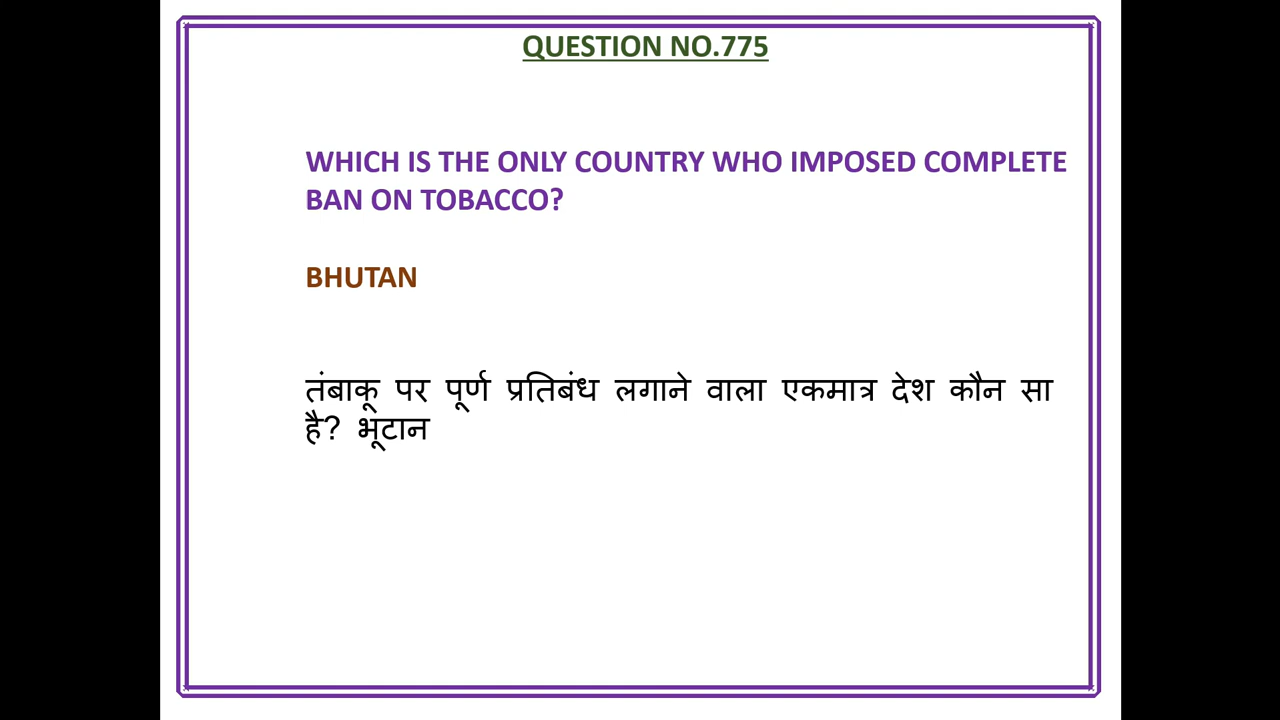 QUESTION NO.775
WHICH IS THE ONLY COUNTRY WHO IMPOSED COMPLETE
BAN ON TOBACCO?
BHUTAN
तंबाकू पर पूर्ण प्रतिबंध लगाने वाला एकमात्र देश कौन सा
है? भूटान